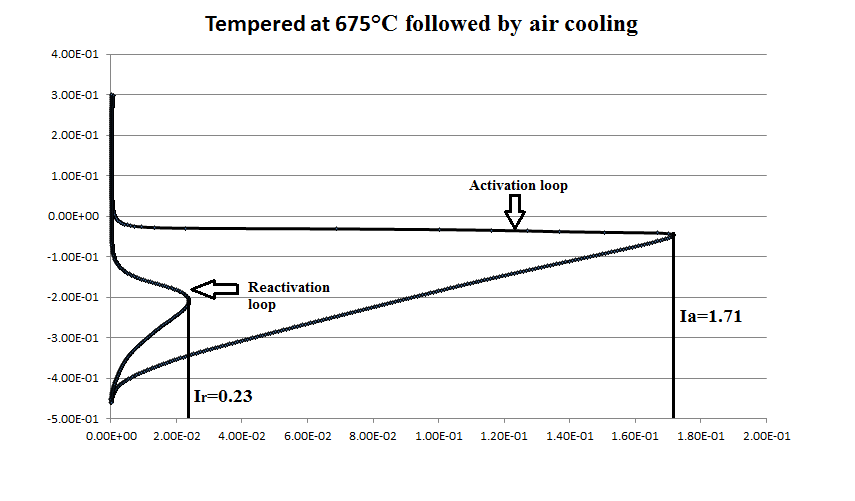 Tempered at 675°C followed by air cooling
4.00E-01
3.00E-01
2.00E-01
1.00E-01
Activation loop
0.00E+00
-1.00E-01
Reactivation
loop
-2.00E-01
Ia=1.71
-3.00E-01
-4.00E-01
Ir=0.23
-5.00E-01
0.00E+00 2.00E-02 4.00E-02 6.00E-02 8.00E-02 1.00E-01 1.20E-01 1.40E-01 1.60E-01 1.80E-01 2.00E-01